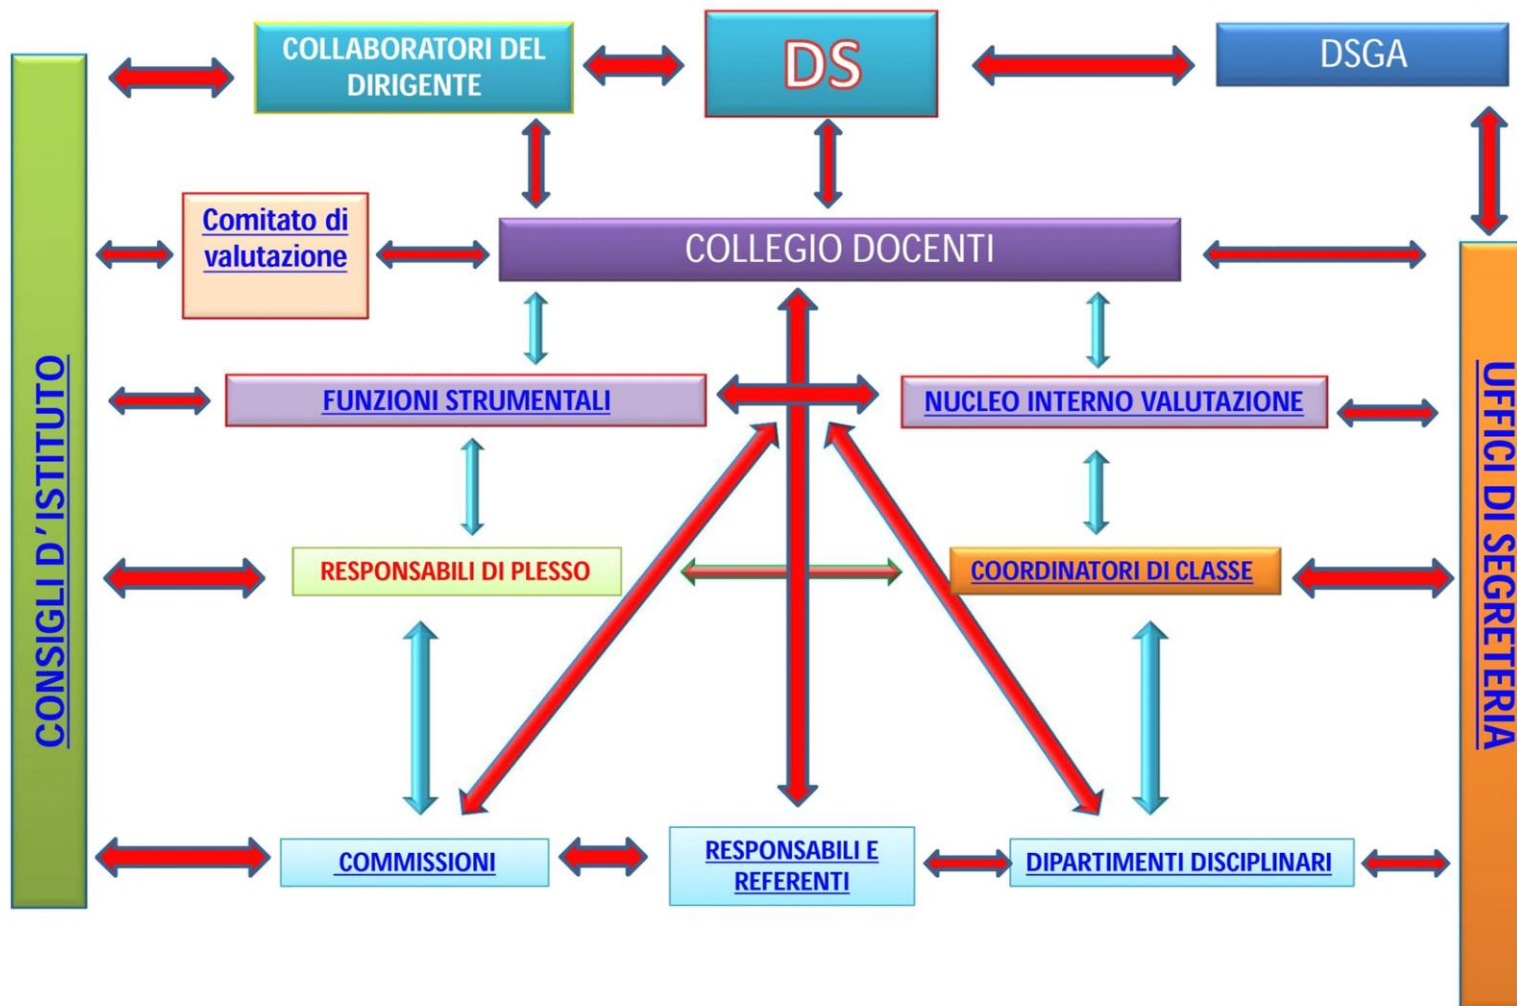 COLLABORATORI DEL
DIRIGENTE
DS
DSGA
Comitato di
valutazione
COLLEGIO DOCENTI
CONSIGLI D'ISTITUTO
FUNZIONI STRUMENTALI
NUCLEO INTERNO VALUTAZIONE
UFFICI DI SEGRETERIA
RESPONSABILI DI PLESSO
COORDINATORI DI CLASSE
COMMISSIONI
RESPONSABILI E
REFERENTI
DIPARTIMENTI DISCIPLINARI